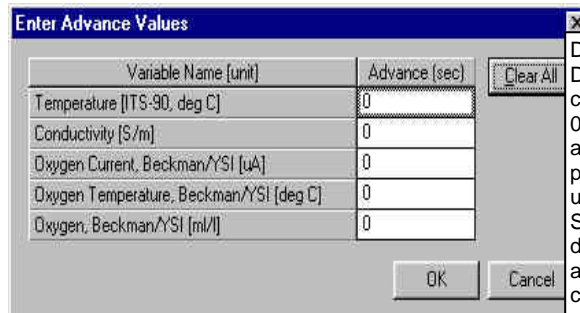 Enter Advance Values
Variable Name [unit] Advance (sec) Clear All
Temperature [ITS-90, deg C] 0
Conductivity [S/m] 0
Oxygen Current, Beckman/YSI [uA] 0
Oxygen Temperature, Beckman/YSI [deg C] 0
Oxygen, Beckman/YSI [ml/l] 0
OK Cancel
D
D
c
0
a
p
u
S
d
a
c